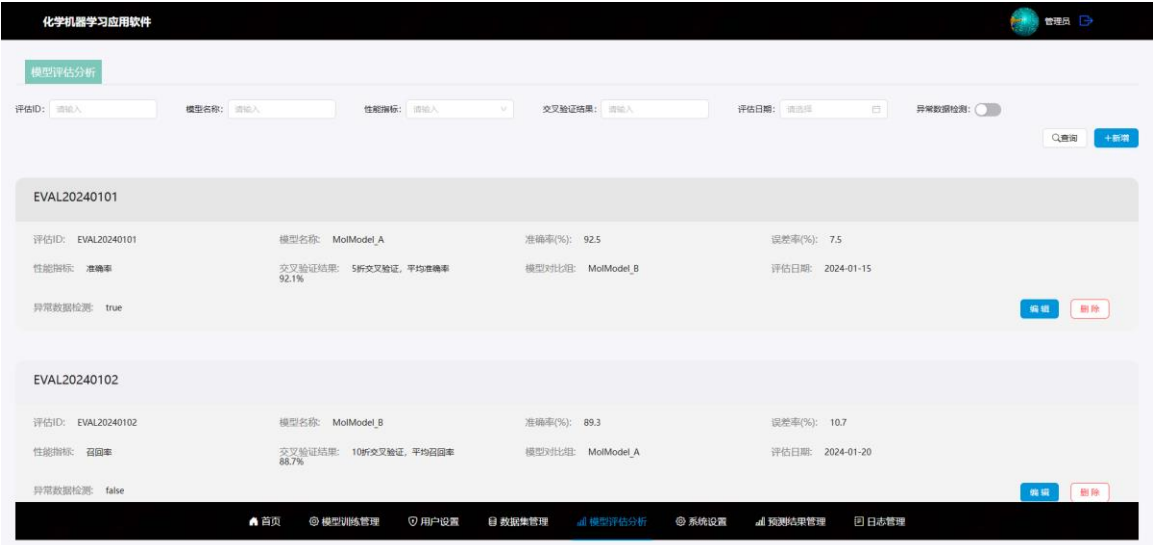 化学机器学习应用软件 管理员
模型评估分析
评估ID: 请输入 模型名称: 请输入 性能指标: 请输入 交叉验证结果: 请输入 评估日期: 请选择 异常数据检测:
查询 +新增
EVAL20240101
评估ID: EVAL20240101 模型名称: MolModel_A 准确率(%): 92.5 误差率(%): 7.5
性能指标: 准确率 交叉验证结果: 5折交叉验证，平均准确率 模型对比组: MolModel_B 评估日期: 2024-01-15
92.1%
异常数据检测: true 编辑 删除
EVAL20240102
评估ID: EVAL20240102 模型名称: MolModel_B 准确率(%): 89.3 误差率(%): 10.7
性能指标: 召回率 交叉验证结果: 10折交叉验证，平均召回率 模型对比组: MolModel_A 评估日期: 2024-01-20
88.7%
异常数据检测: false 编辑 删除
首页 模型训练管理 用户设置 数据集管理 模型评估分析 系统设置 预测结果管理 日志管理